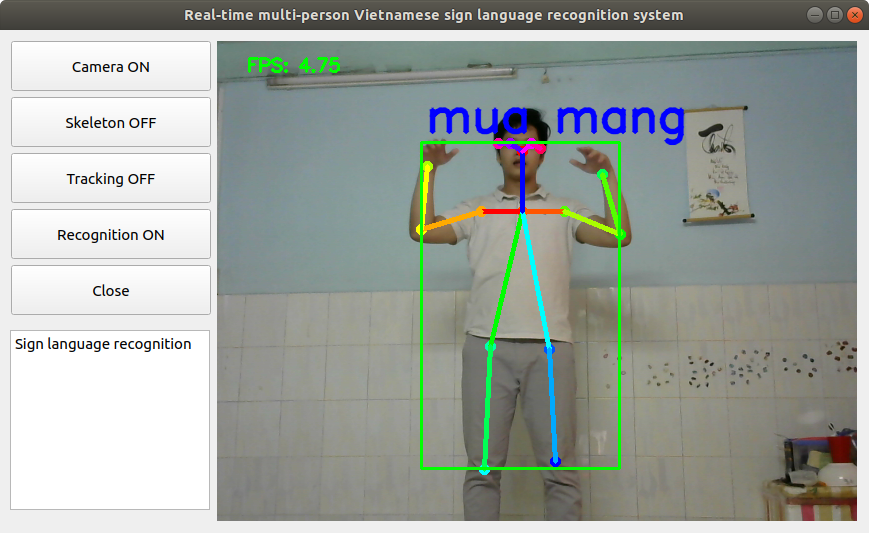 Real-time multi-person Vietnamese sign language recognition system
Camera ON
Skeleton OFF
Tracking OFF
Recognition ON
Close
Sign language recognition
FPS: 4.75
mua mang